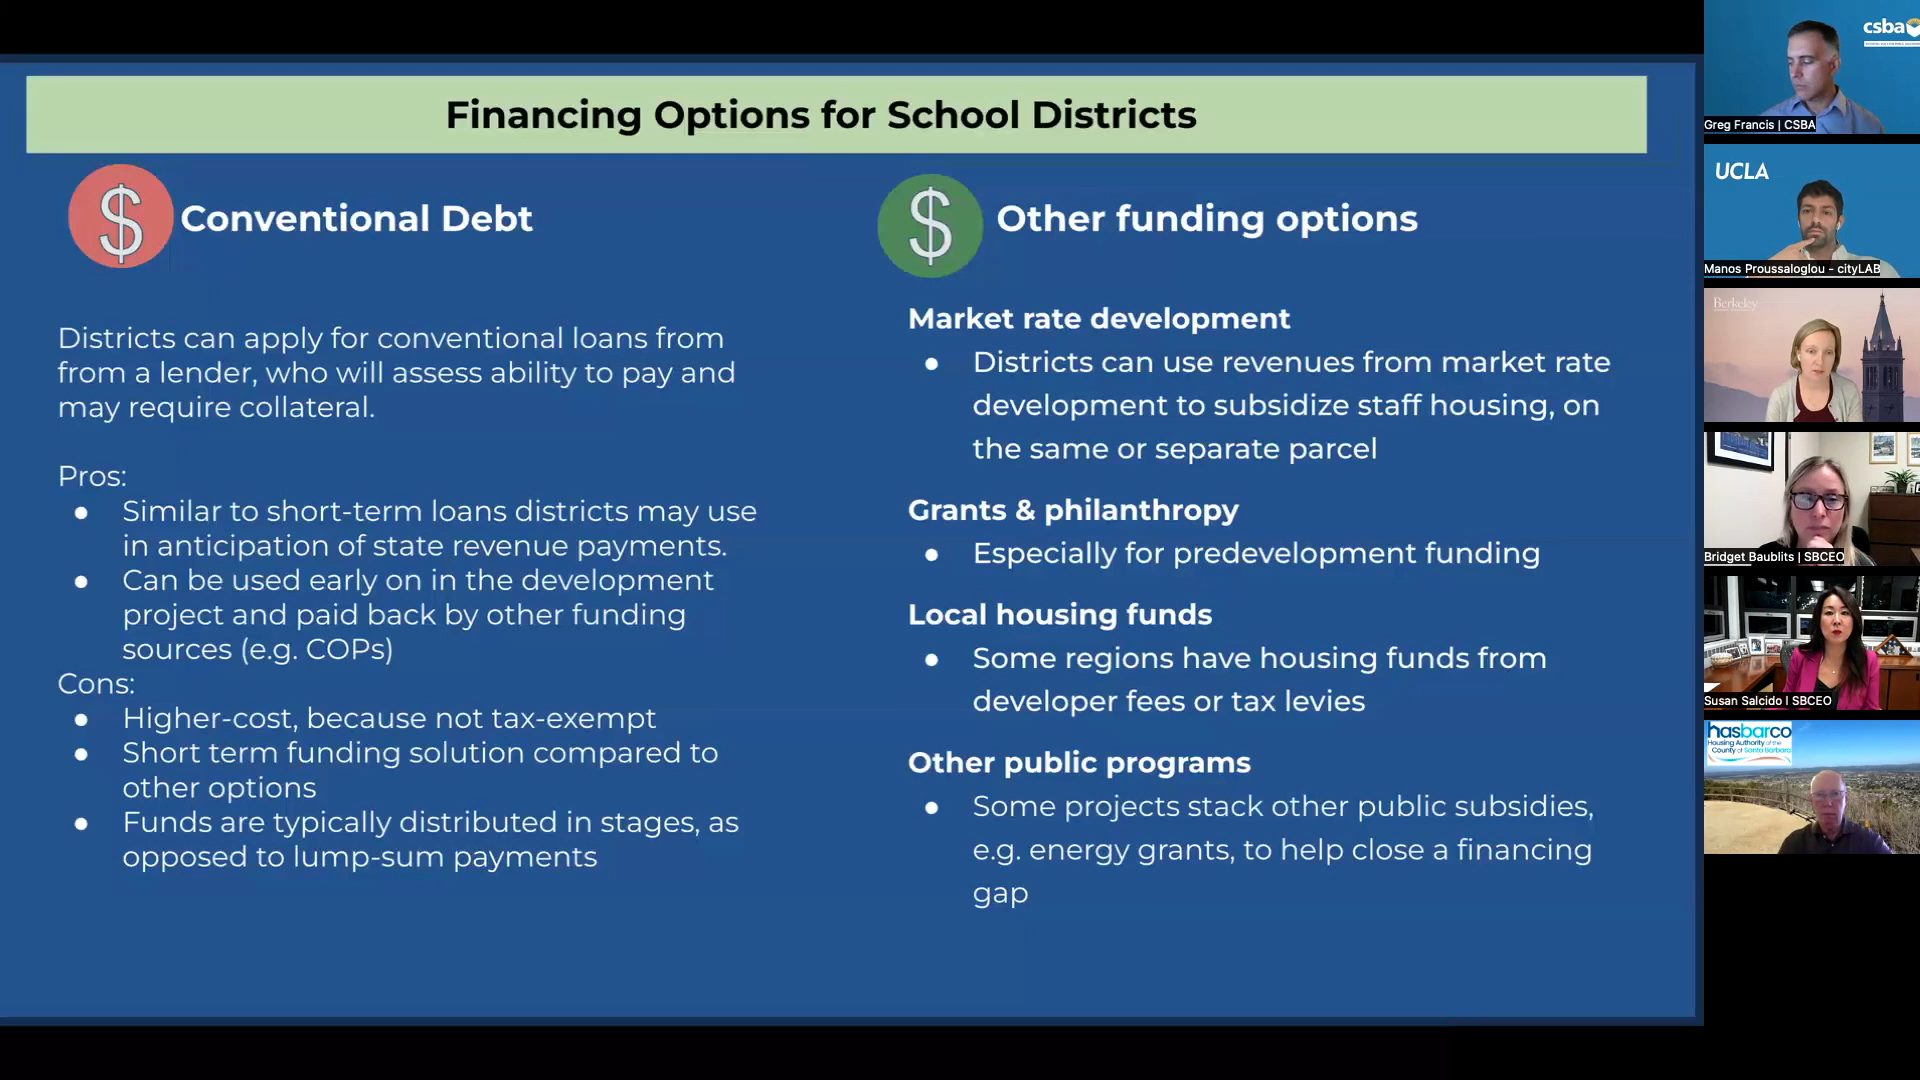 Financing Options for School Districts
$ Conventional Debt
Districts can apply for conventional loans from
from a lender, who will assess ability to pay and
may require collateral.
Pros:
● Similar to short-term loans districts may use
in anticipation of state revenue payments.
● Can be used early on in the development
project and paid back by other funding
sources (e.g. COPs)
Cons:
● Higher-cost, because not tax-exempt
● Short term funding solution compared to
other options
● Funds are typically distributed in stages, as
opposed to lump-sum payments
$ Other funding options
Market rate development
● Districts can use revenues from market rate
development to subsidize staff housing, on
the same or separate parcel
Grants & philanthropy
● Especially for predevelopment funding
Local housing funds
● Some regions have housing funds from
developer fees or tax levies
Other public programs
● Some projects stack other public subsidies,
e.g. energy grants, to help close a financing
gap
csba
Greg Francis | CSBA
UCLA
Manos Proussaloglou - cityLAB
Berkeley
Bridget Baublits | SBCEO
Susan Salcido I SBCEO
hasbarco
Housing Authority of the
County of Santa Barbara